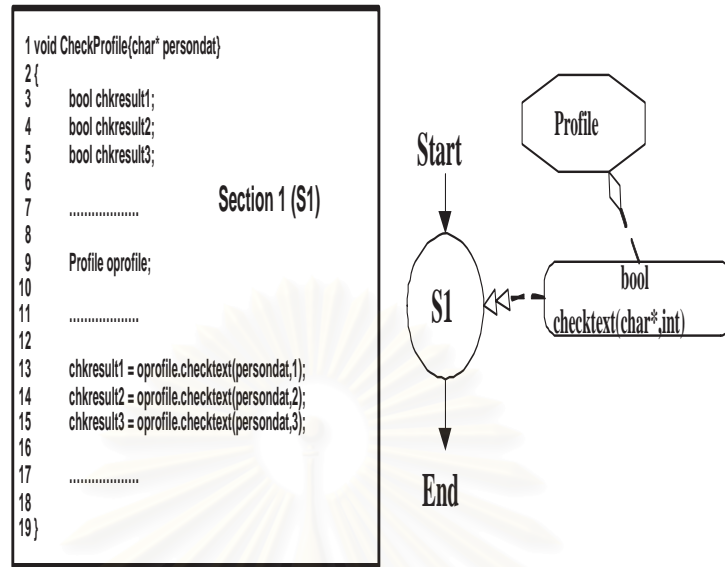 1 void CheckProfile{char* persondat}
2 {
3 bool chkresult1;
4 bool chkresult2;
5 bool chkresult3;
6
7 ...................
Section 1 (S1)
8
9 Profile oprofile;
10
11 ...................
12
13 chkresult1 = oprofile.checktext(persondat,1);
14 chkresult2 = oprofile.checktext(persondat,2);
15 chkresult3 = oprofile.checktext(persondat,3);
16
17 ...................
18
19 }
Start
S1
End
Profile
bool
checktext(char*,int)